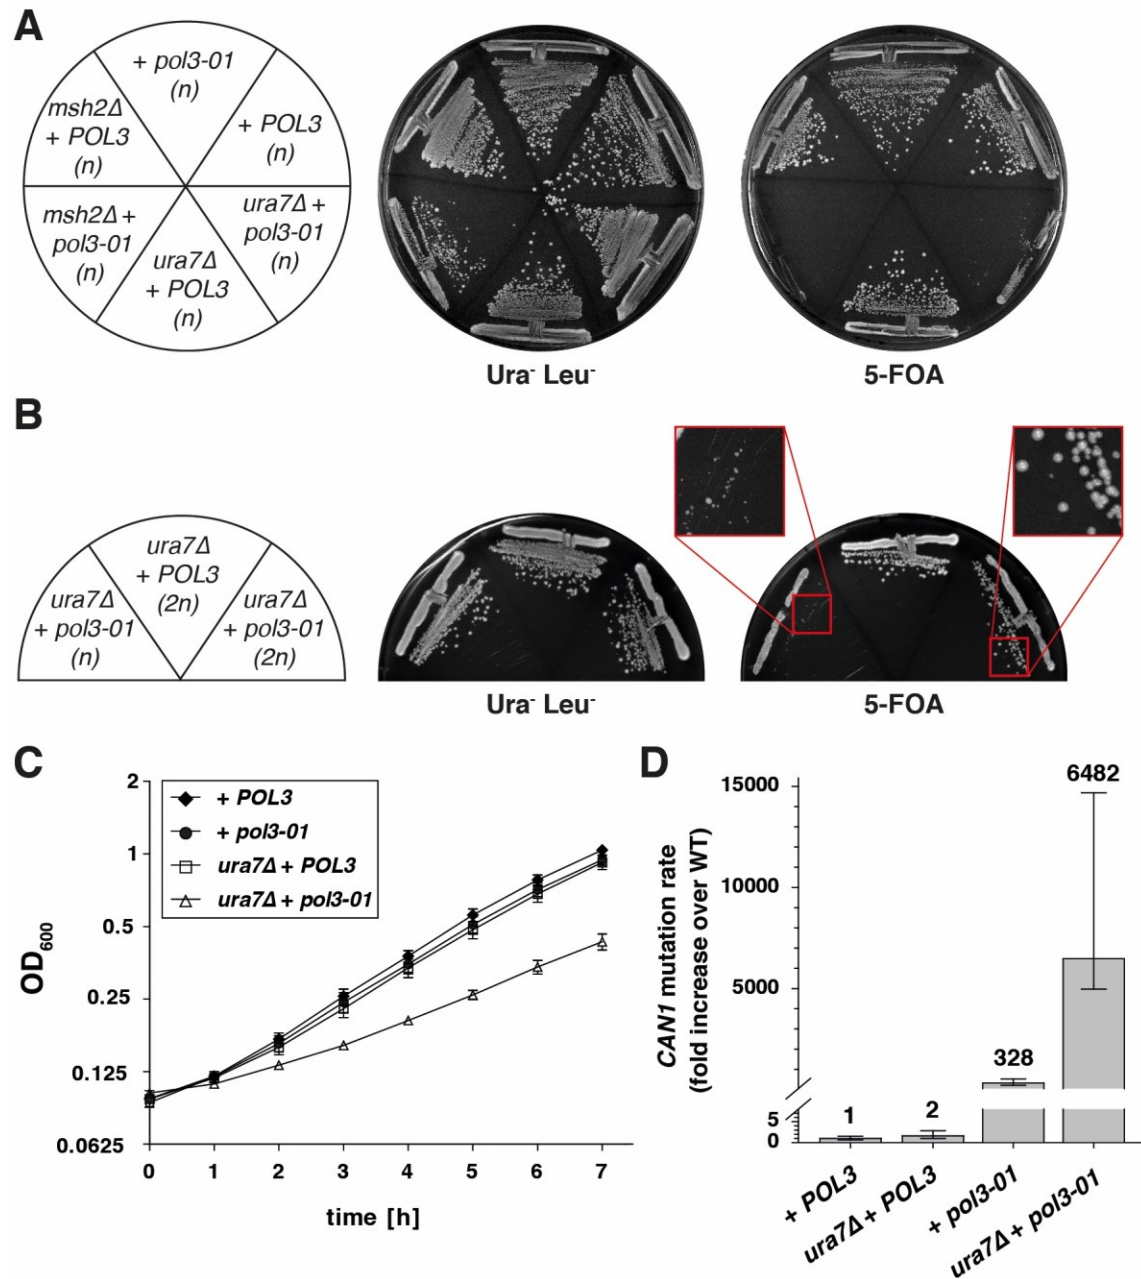 A
+ pol3-01
(n)
msh2Δ
+ POL3
(n)
+ POL3
(n)
msh2Δ +
pol3-01
(n)
ura7Δ
+ POL3
(n)
ura7Δ +
pol3-01
(n)
Ura⁻ Leu⁻
5-FOA
B
ura7Δ
+ pol3-01
(n)
ura7Δ
+ POL3
(2n)
ura7Δ
+ pol3-01
(2n)
Ura⁻ Leu⁻
5-FOA
C
OD₆₀₀
2
1
0.5
0.25
0.125
0.0625
+ POL3
+ pol3-01
ura7Δ + POL3
ura7Δ + pol3-01
0 1 2 3 4 5 6 7
time [h]
D
CAN1 mutation rate
(fold increase over WT)
15000
10000
5000
5
0
1
2
328
6482
+ POL3
ura7Δ + POL3
+ pol3-01
ura7Δ + pol3-01